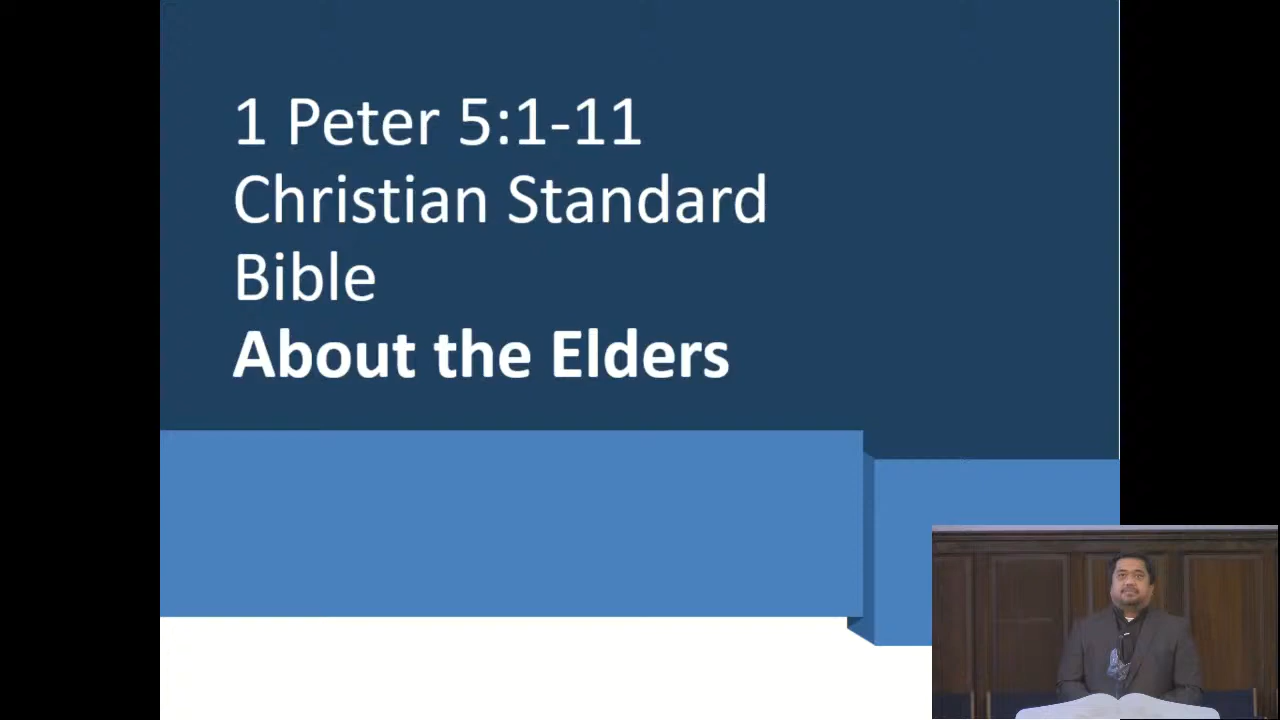 1 Peter 5:1-11
Christian Standard
Bible
About the Elders